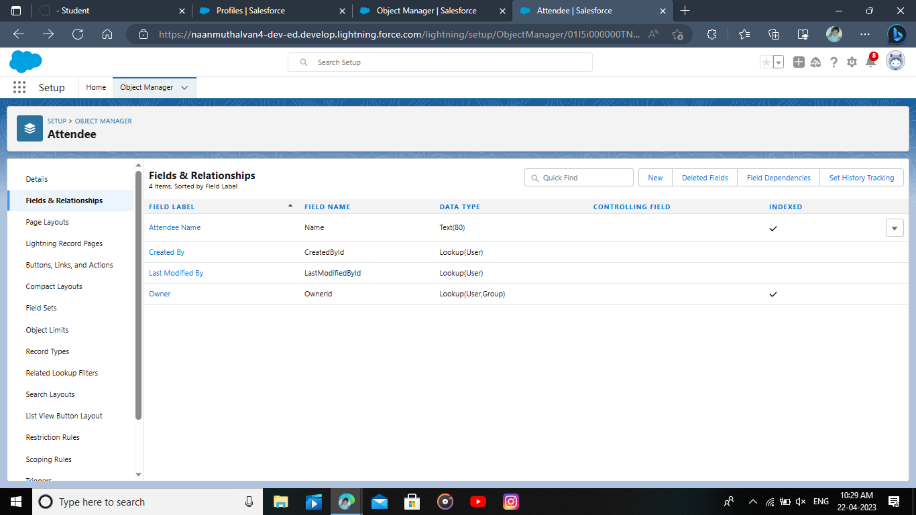 - Student
Profiles | Salesforce
Object Manager | Salesforce
Attendee | Salesforce
https://naanmuthalvan4-dev-ed.develop.lightning.force.com/lightning/setup/ObjectManager/01I5i000000TN...
Search Setup
8
Setup
Home
Object Manager
SETUP > OBJECT MANAGER
Attendee
Details
Fields & Relationships
Page Layouts
Lightning Record Pages
Buttons, Links, and Actions
Compact Layouts
Field Sets
Object Limits
Record Types
Related Lookup Filters
Search Layouts
List View Button Layout
Restriction Rules
Scoping Rules
Triggers
Fields & Relationships
4 Items, Sorted by Field Label
Quick Find
New
Deleted Fields
Field Dependencies
Set History Tracking
FIELD LABEL FIELD NAME DATA TYPE CONTROLLING FIELD INDEXED
Attendee Name Name Text(80)
Created By CreatedById Lookup(User)
Last Modified By LastModifiedById Lookup(User)
Owner OwnerId Lookup(User,Group)
Type here to search
ENG
10:29 AM
22-04-2023